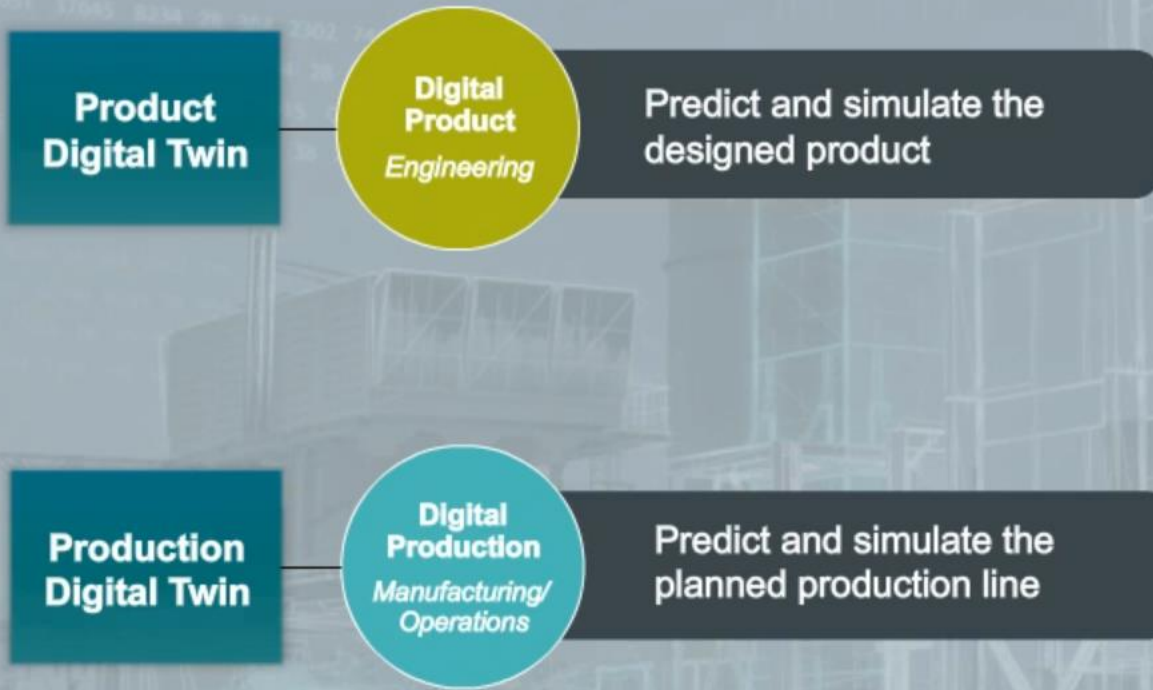 Product
Digital Twin
Digital
Product
Engineering
Predict and simulate the
designed product
Production
Digital Twin
Digital
Production
Manufacturing/
Operations
Predict and simulate the
planned production line